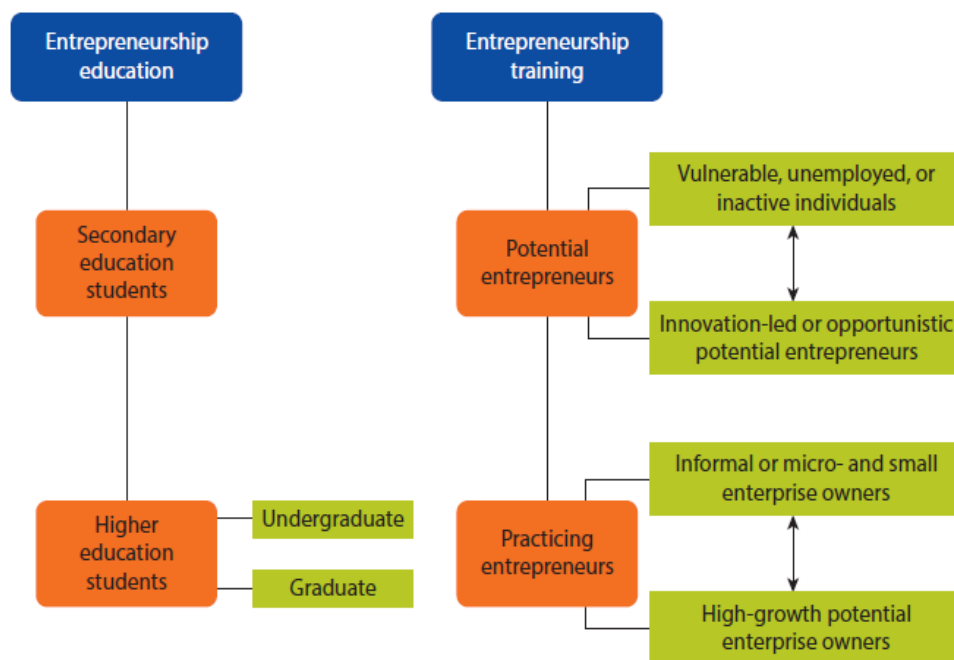 Entrepreneurship
education
Secondary
education
students
Higher
education
students
Undergraduate
Graduate
Entrepreneurship
training
Potential
entrepreneurs
Vulnerable, unemployed, or
inactive individuals
Innovation-led or opportunistic
potential entrepreneurs
Practicing
entrepreneurs
Informal or micro- and small
enterprise owners
High-growth potential
enterprise owners